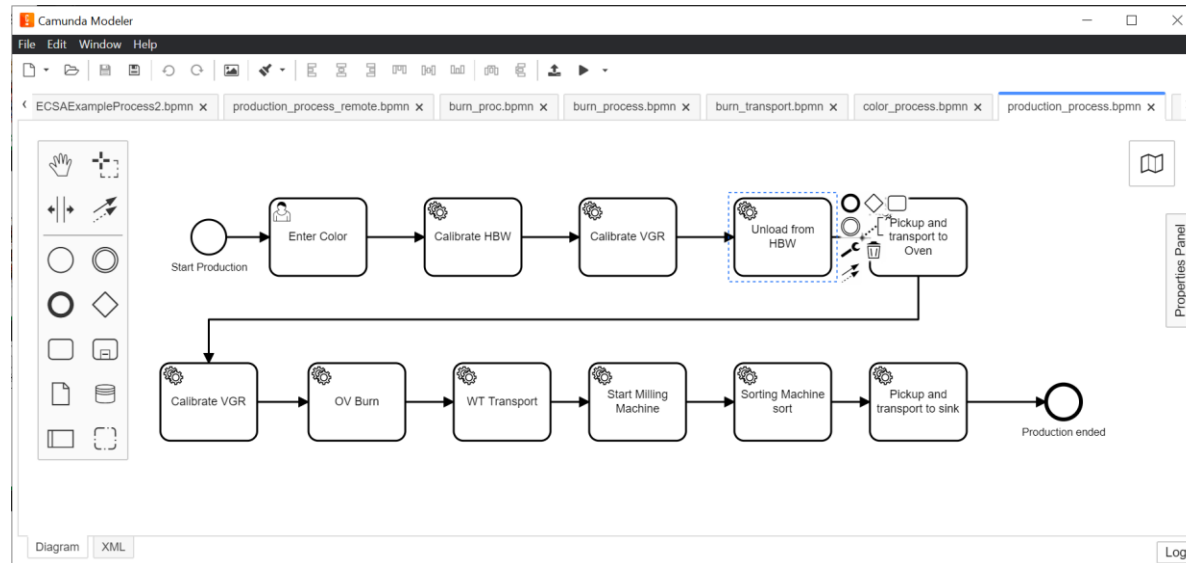 Camunda Modeler
File Edit Window Help
ECSAExampleProcess2.bpmn x production_process_remote.bpmn x burn_proc.bpmn x burn_process.bpmn x burn_transport.bpmn x color_process.bpmn x production_process.bpmn x
Start Production
Enter Color
Calibrate HBW
Calibrate VGR
Unload from
HBW
Pickup and
transport to
Oven
Properties Panel
Calibrate VGR
OV Burn
WT Transport
Start Milling
Machine
Sorting Machine
sort
Pickup and
transport to sink
Production ended
Diagram XML
Log